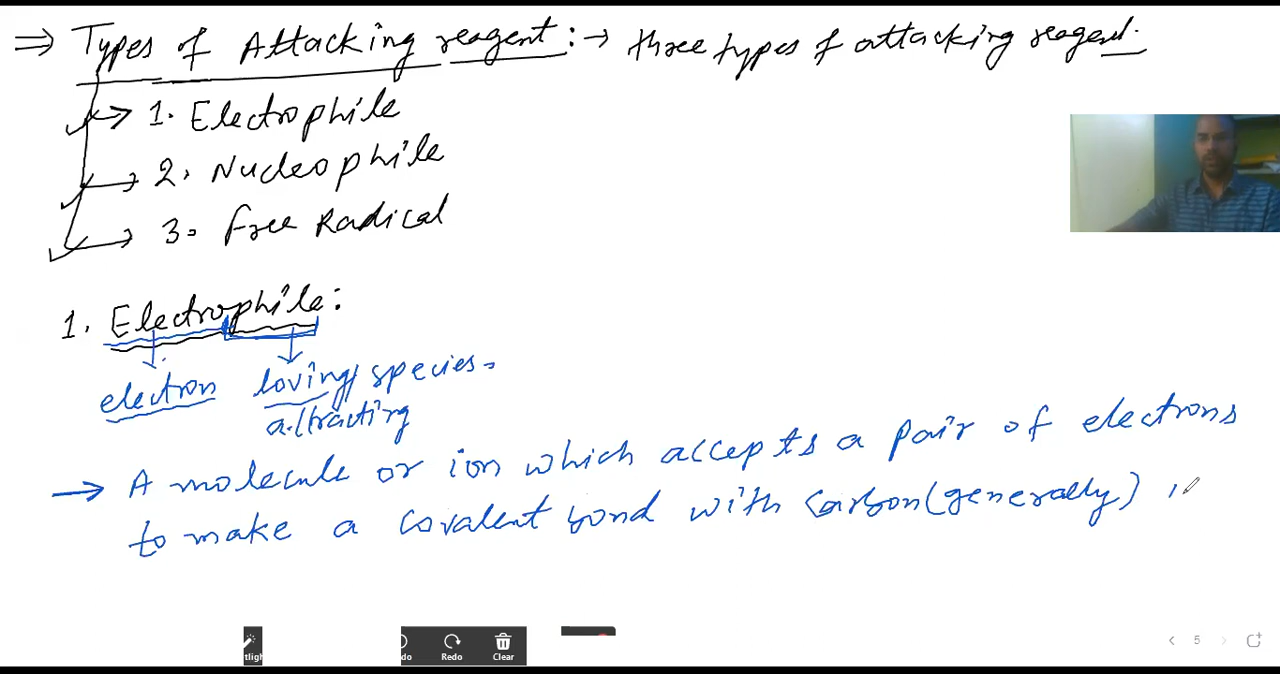 ⇒ Types of Attacking reagent :→ three types of attacking reagent.
→ 1. Electrophile
→ 2. Nucleophile
→ 3. Free Radical
1. Electrophile:
electron loving/ species.
attracting
→ A molecule or ion which accepts a pair of electrons
to make a covalent bond with carbon (generally)
tligh
do
Redo
Clear
< 5 >